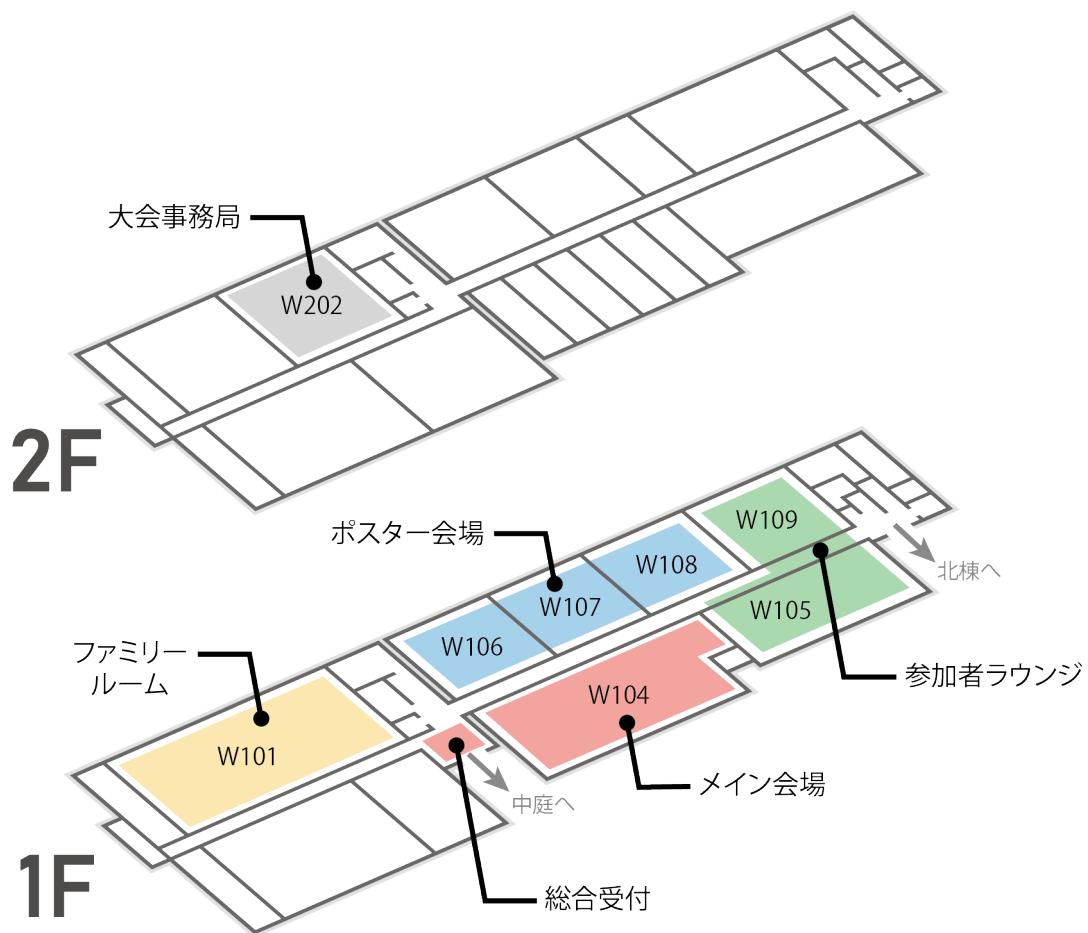 大会事務局
W202
2F
ポスター会場
W109
W108
北棟へ
W107
W105
W106
ファミリー
ルーム
参加者ラウンジ
W104
W101
メイン会場
中庭へ
1F
総合受付